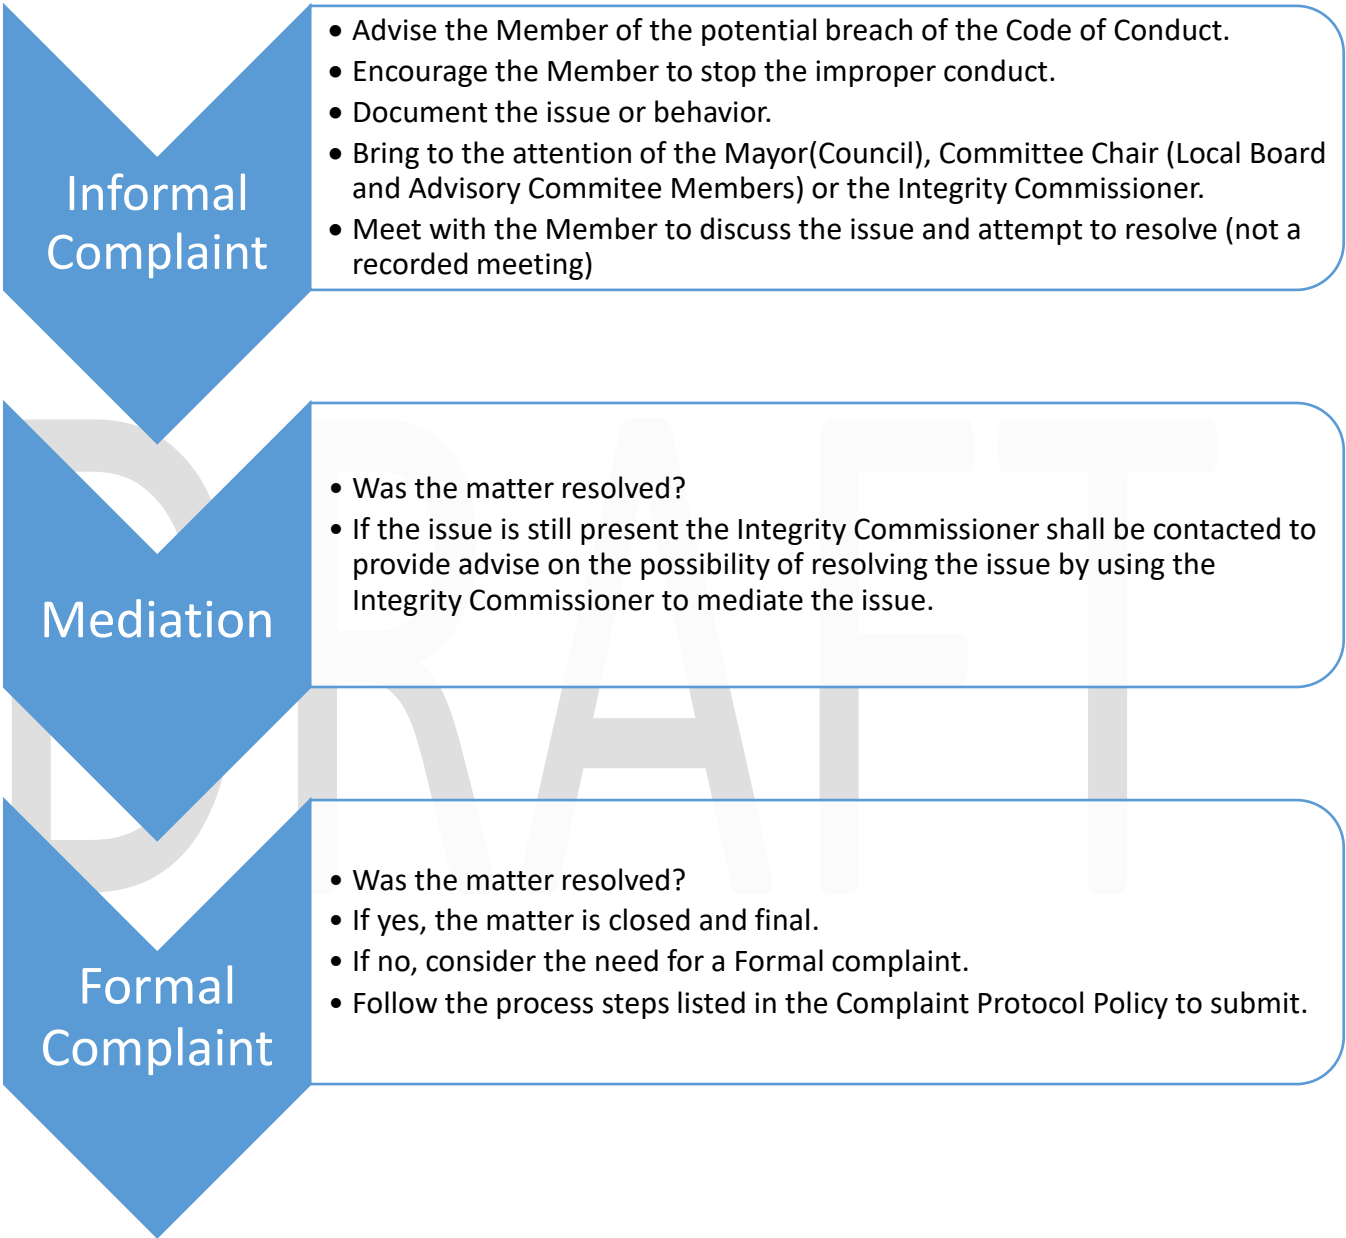 Informal
Complaint
• Advise the Member of the potential breach of the Code of Conduct.
• Encourage the Member to stop the improper conduct.
• Document the issue or behavior.
• Bring to the attention of the Mayor(Council), Committee Chair (Local Board
and Advisory Commitee Members) or the Integrity Commissioner.
• Meet with the Member to discuss the issue and attempt to resolve (not a
recorded meeting)
DRAFT
Mediation
• Was the matter resolved?
• If the issue is still present the Integrity Commissioner shall be contacted to
provide advise on the possibility of resolving the issue by using the
Integrity Commissioner to mediate the issue.
Formal
Complaint
• Was the matter resolved?
• If yes, the matter is closed and final.
• If no, consider the need for a Formal complaint.
• Follow the process steps listed in the Complaint Protocol Policy to submit.